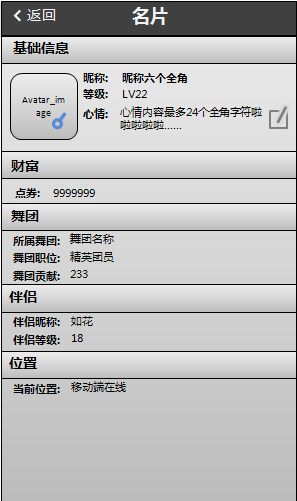 返回 名片
基础信息
Avatar_im
age
昵称: 昵称六个全角
等级: LV22
心情: 心情内容最多24个全角字符啦
啦啦啦啦......
财富
点券: 9999999
舞团
所属舞团: 舞团名称
舞团职位: 精英团员
舞团贡献: 233
伴侣
伴侣昵称: 如花
伴侣等级: 18
位置
当前位置: 移动端在线